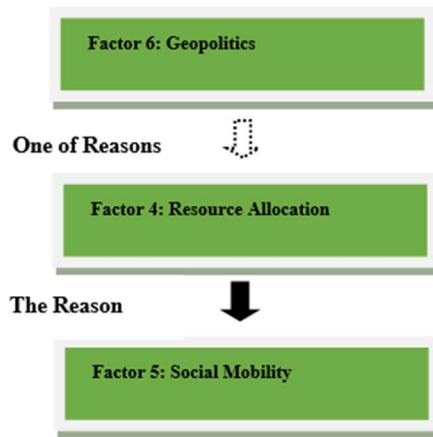 Factor 6: Geopolitics
One of Reasons
Factor 4: Resource Allocation
The Reason
Factor 5: Social Mobility